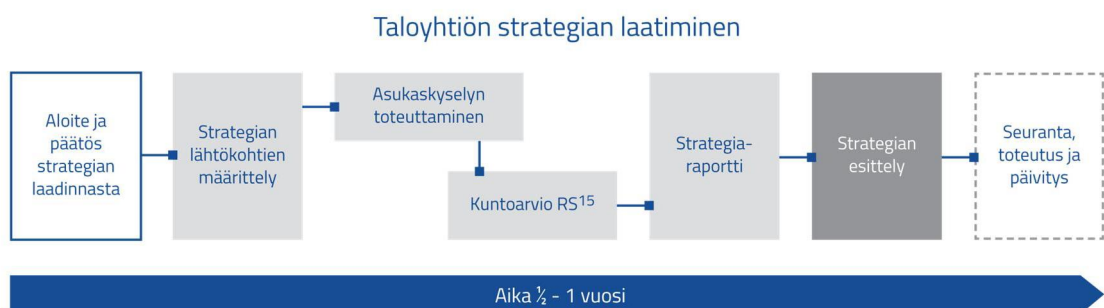 Taloyhtiön strategian laatiminen
Aloite ja
päätös
strategian
laadinnasta
Strategian
lähtökohtien
määrittely
Asukaskyselyn
toteuttaminen
Kuntoarvio RS¹⁵
Strategia-
raportti
Strategian
esittely
Seuranta,
toteutus ja
päivitys
Aika ½ - 1 vuosi